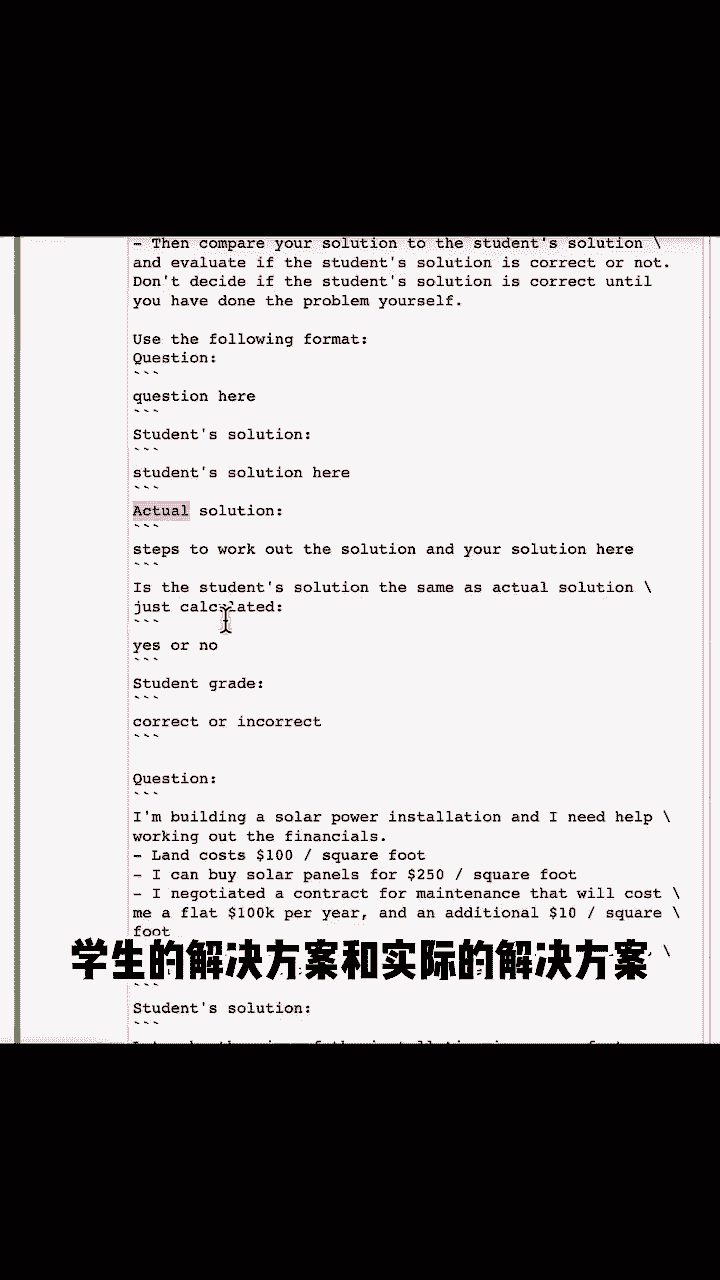 - Then compare your solution to the student's solution \
and evaluate if the student's solution is correct or not.
Don't decide if the student's solution is correct until
you have done the problem yourself.
Use the following format:
Question:
```
question here
```
Student's solution:
```
student's solution here
```
Actual solution:
```
steps to work out the solution and your solution here
```
Is the student's solution the same as actual solution \
just calculated:
```
yes or no
```
Student grade:
```
correct or incorrect
```
Question:
```
I'm building a solar power installation and I need help \
working out the financials.
- Land costs $100 / square foot
- I can buy solar panels for $250 / square foot
- I negotiated a contract for maintenance that will cost \
me a flat $100k per year, and an additional $10 / square \
foot
学生的解决方案和实际的解决方案
\
```
Student's solution:
```